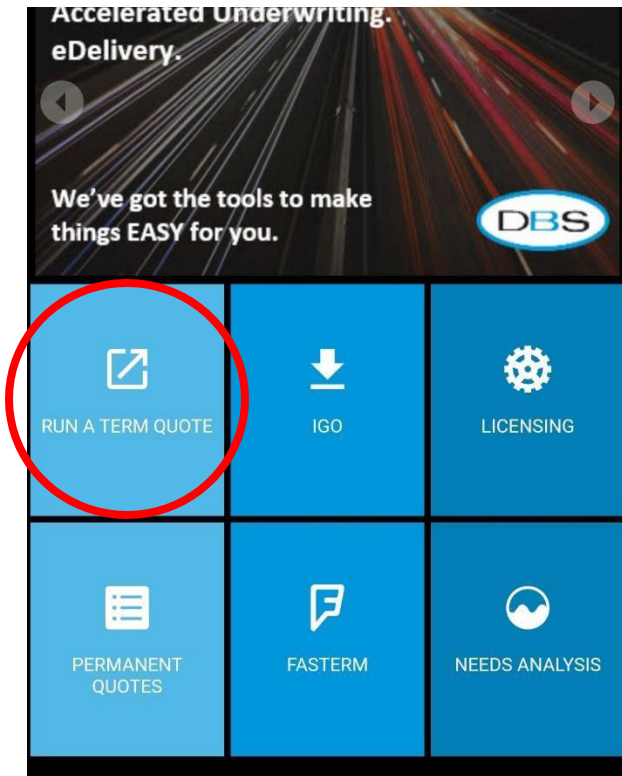 Accelerated Underwriting.
eDelivery.
We've got the tools to make
things EASY for you.
DBS
RUN A TERM QUOTE
IGO
LICENSING
PERMANENT
QUOTES
FASTERM
NEEDS ANALYSIS